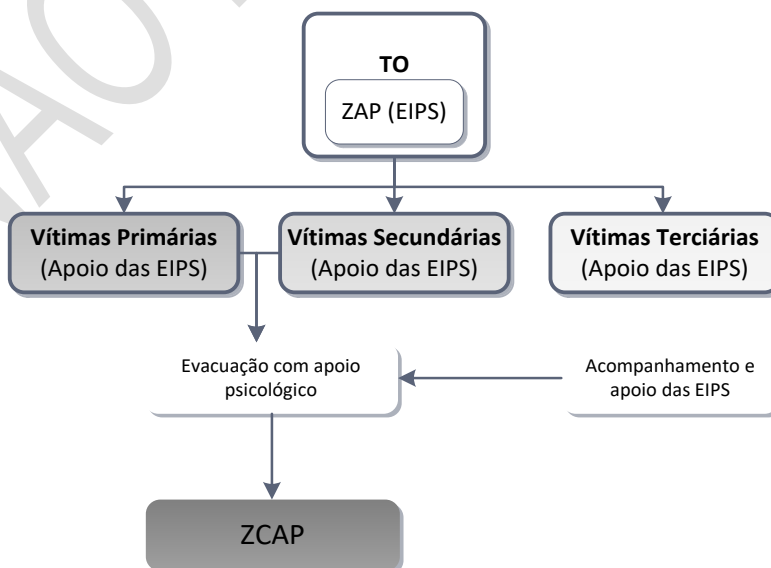 TO
ZAP (EIPS)
Vítimas Primárias
(Apoio das EIPS)
Vítimas Secundárias
(Apoio das EIPS)
Vítimas Terciárias
(Apoio das EIPS)
Evacuação com apoio
psicológico
Acompanhamento e
apoio das EIPS
ZCAP